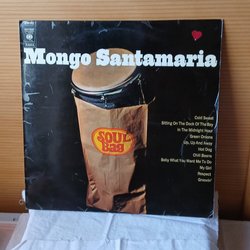 CBS
Mongo Santamaria
SOUL
Bag
Cold Sweat
Sitting On The Dock Of The Bay
In The Midnight Hour
Green Onions
Up, Up And Away
Hot Dog
Chili Beans
Baby What You Want Me To Do
My Girl
Respect
Groovin'